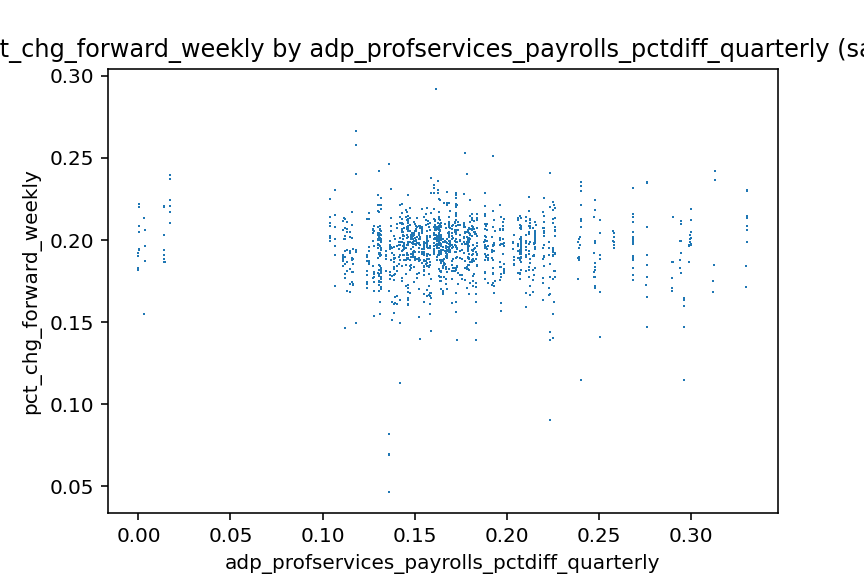 t_chg_forward_weekly by adp_profservices_payrolls_pctdiff_quarterly (sa
0.30
0.25
0.20
0.15
0.10
0.05
pct_chg_forward_weekly
0.00 0.05 0.10 0.15 0.20 0.25 0.30
adp_profservices_payrolls_pctdiff_quarterly